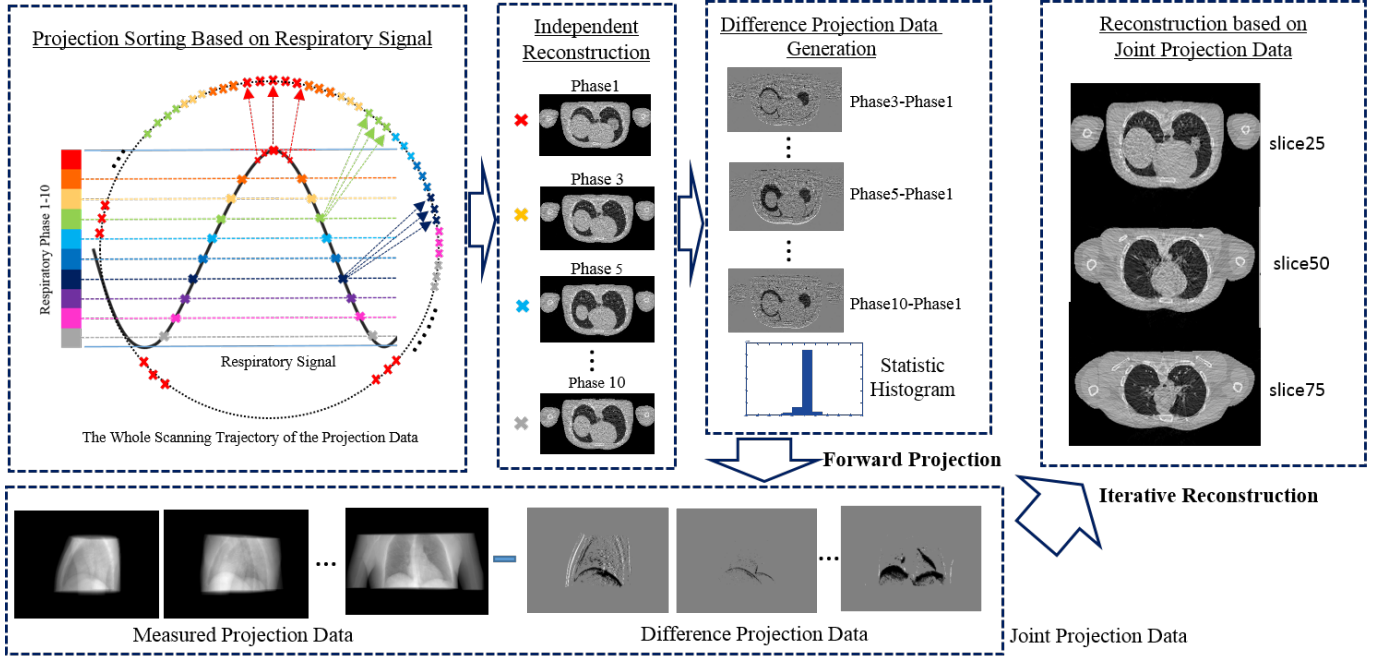 Projection Sorting Based on Respiratory Signal
Respiratory Phase 1-10
Respiratory Signal
The Whole Scanning Trajectory of the Projection Data
Independent
Reconstruction
Phase1
Phase 3
Phase 5
Phase 10
Difference Projection Data
Generation
Phase3-Phase1
Phase5-Phase1
Phase10-Phase1
Statistic
Histogram
Reconstruction based on
Joint Projection Data
slice25
slice50
slice75
Forward Projection
Iterative Reconstruction
Measured Projection Data
Difference Projection Data
Joint Projection Data